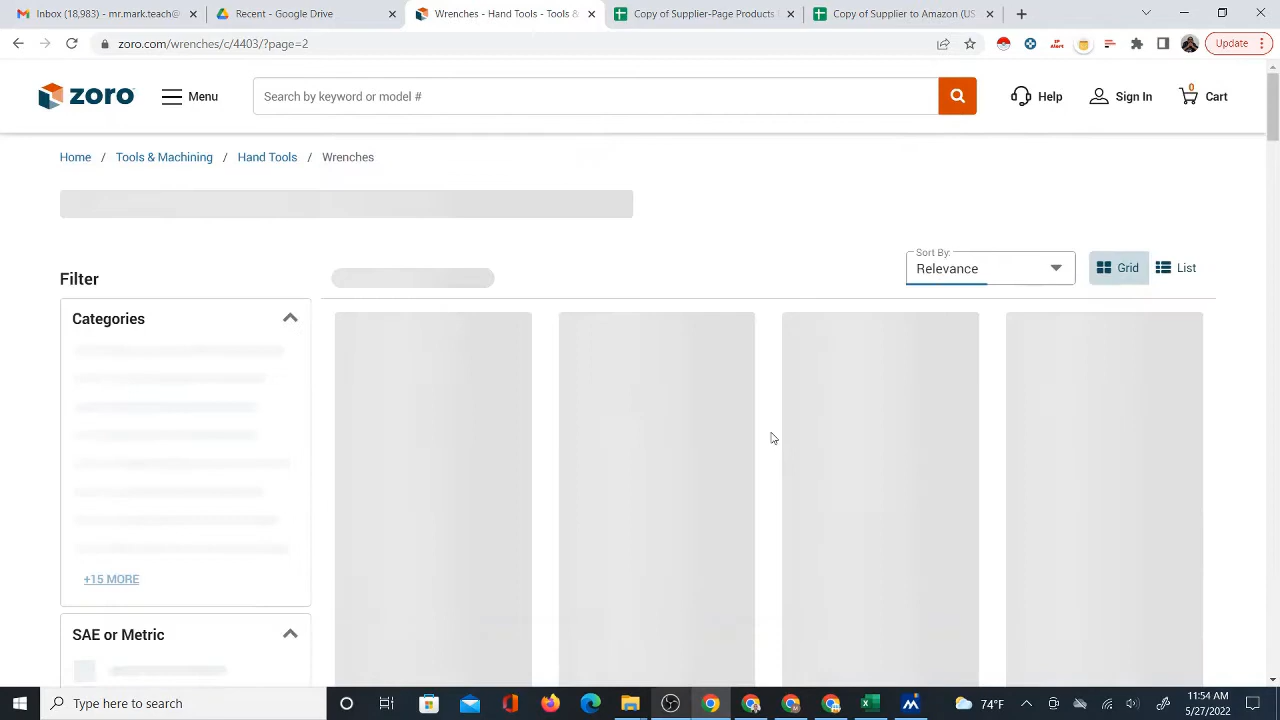 Inbox (18,983) - mrmarkchale@
Recent - Google Drive
Wrenches - Hand Tools - Tools &
Copy of Supplier-Page-Products
Copy of Supplier to Amazon (US
zoro.com/wrenches/c/4403/?page=2
Update
zoro
Menu
Search by keyword or model #
Help
Sign In
0
Cart
Home / Tools & Machining / Hand Tools / Wrenches
Sort By:
Relevance
Grid
List
Filter
Categories
+15 MORE
SAE or Metric
Type here to search
74°F
11:54 AM
5/27/2022